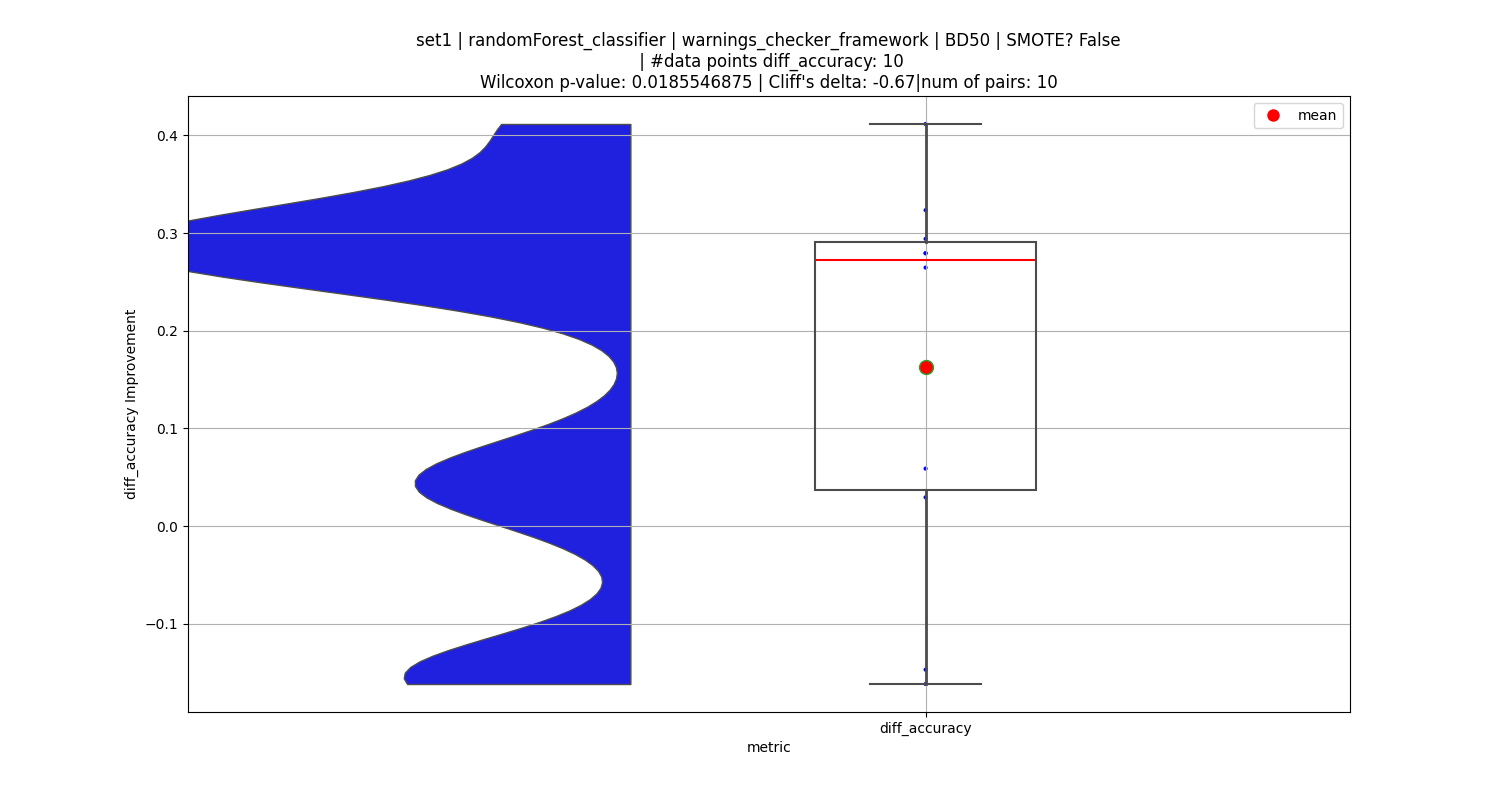 set1 | randomForest_classifier | warnings_checker_framework | BD50 | SMOTE? False
| #data points diff_accuracy: 10
Wilcoxon p-value: 0.0185546875 | Cliff's delta: -0.67|num of pairs: 10
mean
0.4
0.3
0.2
0.1
0.0
−0.1
diff_accuracy Improvement
diff_accuracy
metric